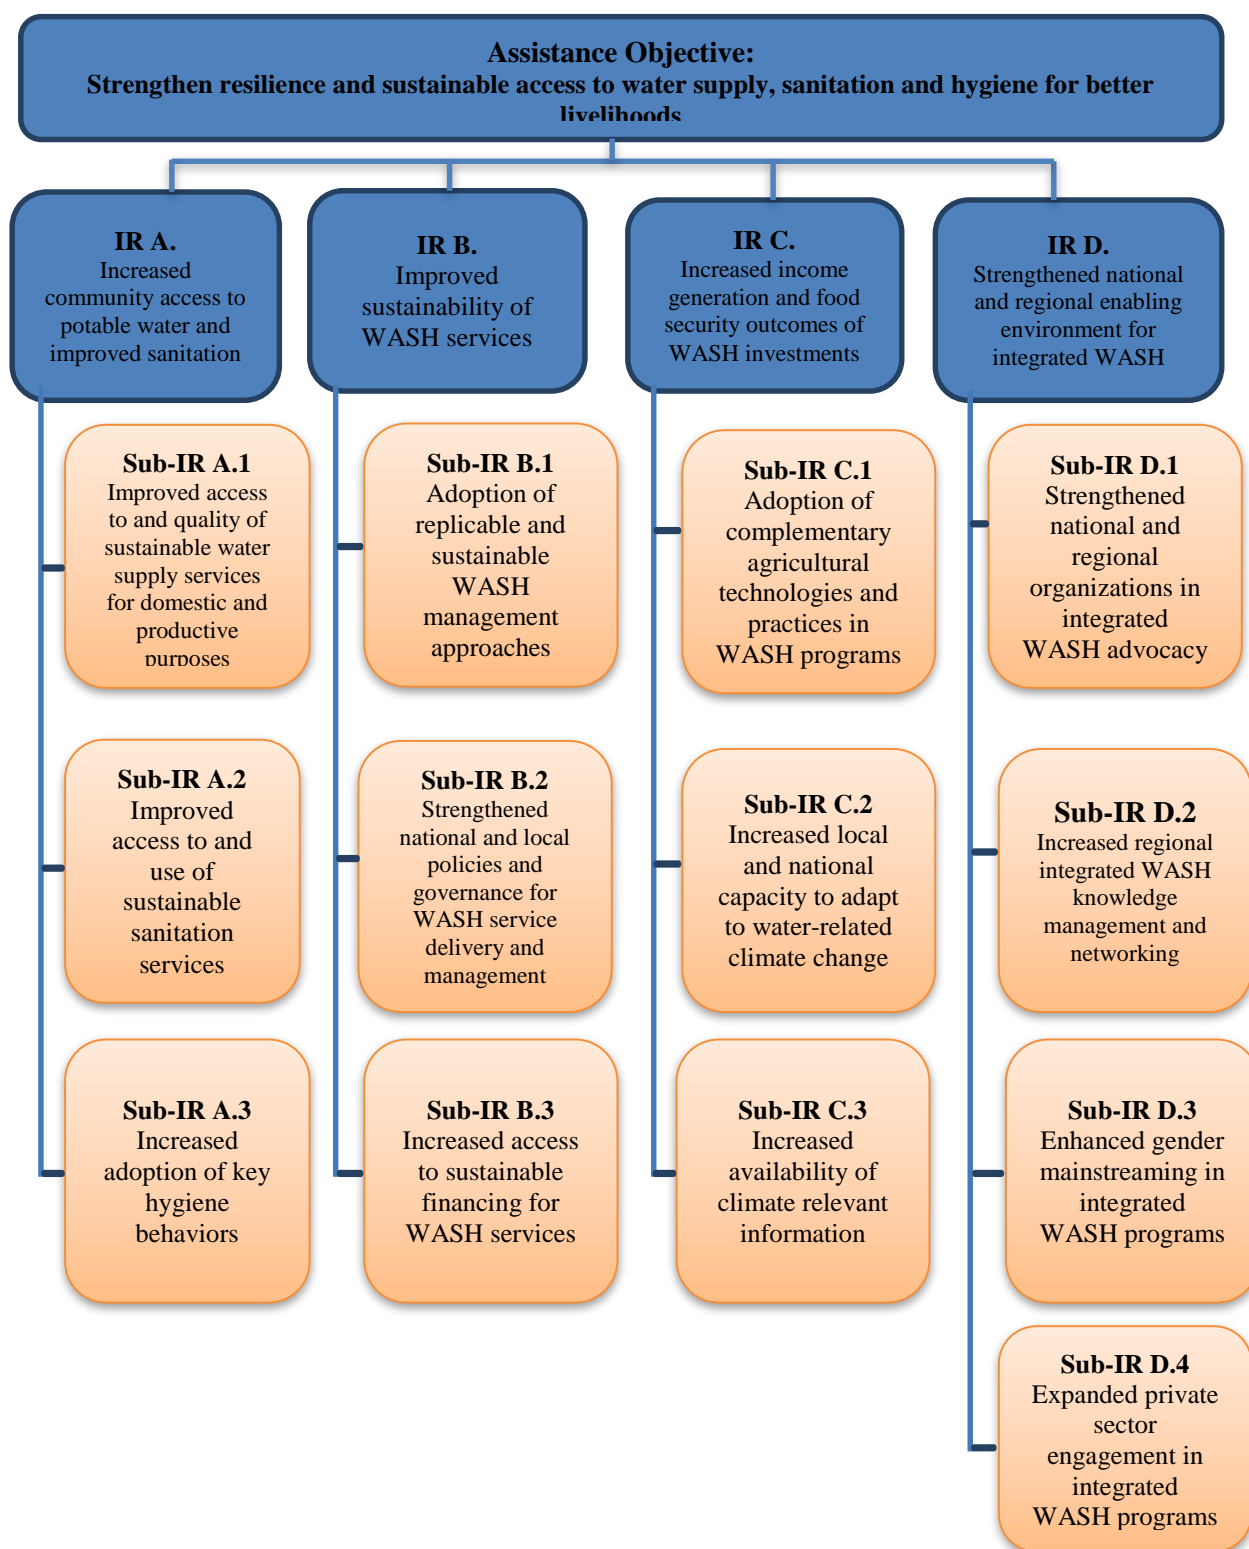 Assistance Objective:
Strengthen resilience and sustainable access to water supply, sanitation and hygiene for better
livelihoods
IR A.
Increased
community access to
potable water and
improved sanitation
IR B.
Improved
sustainability of
WASH services
IR C.
Increased income
generation and food
security outcomes of
WASH investments
IR D.
Strengthened national
and regional enabling
environment for
integrated WASH
Sub-IR A.1
Improved access
to and quality of
sustainable water
supply services
for domestic and
productive
purposes
Sub-IR B.1
Adoption of
replicable and
sustainable
WASH
management
approaches
Sub-IR C.1
Adoption of
complementary
agricultural
technologies and
practices in
WASH programs
Sub-IR D.1
Strengthened
national and
regional
organizations in
integrated
WASH advocacy
Sub-IR A.2
Improved
access to and
use of
sustainable
sanitation
services
Sub-IR B.2
Strengthened
national and local
policies and
governance for
WASH service
delivery and
management
Sub-IR C.2
Increased local
and national
capacity to adapt
to water-related
climate change
Sub-IR D.2
Increased regional
integrated WASH
knowledge
management and
networking
Sub-IR A.3
Increased
adoption of key
hygiene
behaviors
Sub-IR B.3
Increased access
to sustainable
financing for
WASH services
Sub-IR C.3
Increased
availability of
climate relevant
information
Sub-IR D.3
Enhanced gender
mainstreaming in
integrated
WASH programs
Sub-IR D.4
Expanded private
sector
engagement in
integrated
WASH programs